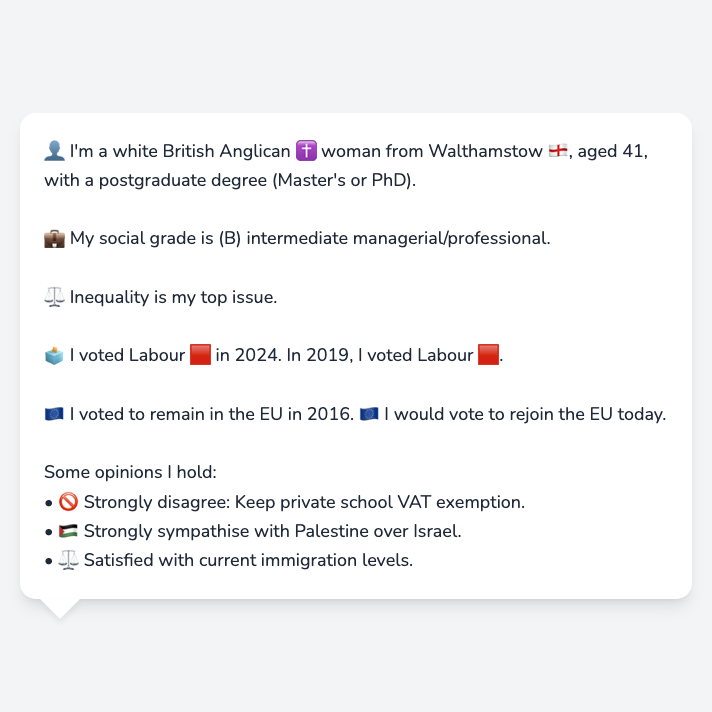 👤 I'm a white British Anglican ✝️ woman from Walthamstow 🏴󠁧󠁢󠁥󠁮󠁧󠁿, aged 41,
with a postgraduate degree (Master's or PhD).
💼 My social grade is (B) intermediate managerial/professional.
⚖️ Inequality is my top issue.
🗳️ I voted Labour 🟥 in 2024. In 2019, I voted Labour 🟥.
🇪🇺 I voted to remain in the EU in 2016. 🇪🇺 I would vote to rejoin the EU today.
Some opinions I hold:
• 🚫 Strongly disagree: Keep private school VAT exemption.
• 🇵🇸 Strongly sympathise with Palestine over Israel.
• ⚖️ Satisfied with current immigration levels.